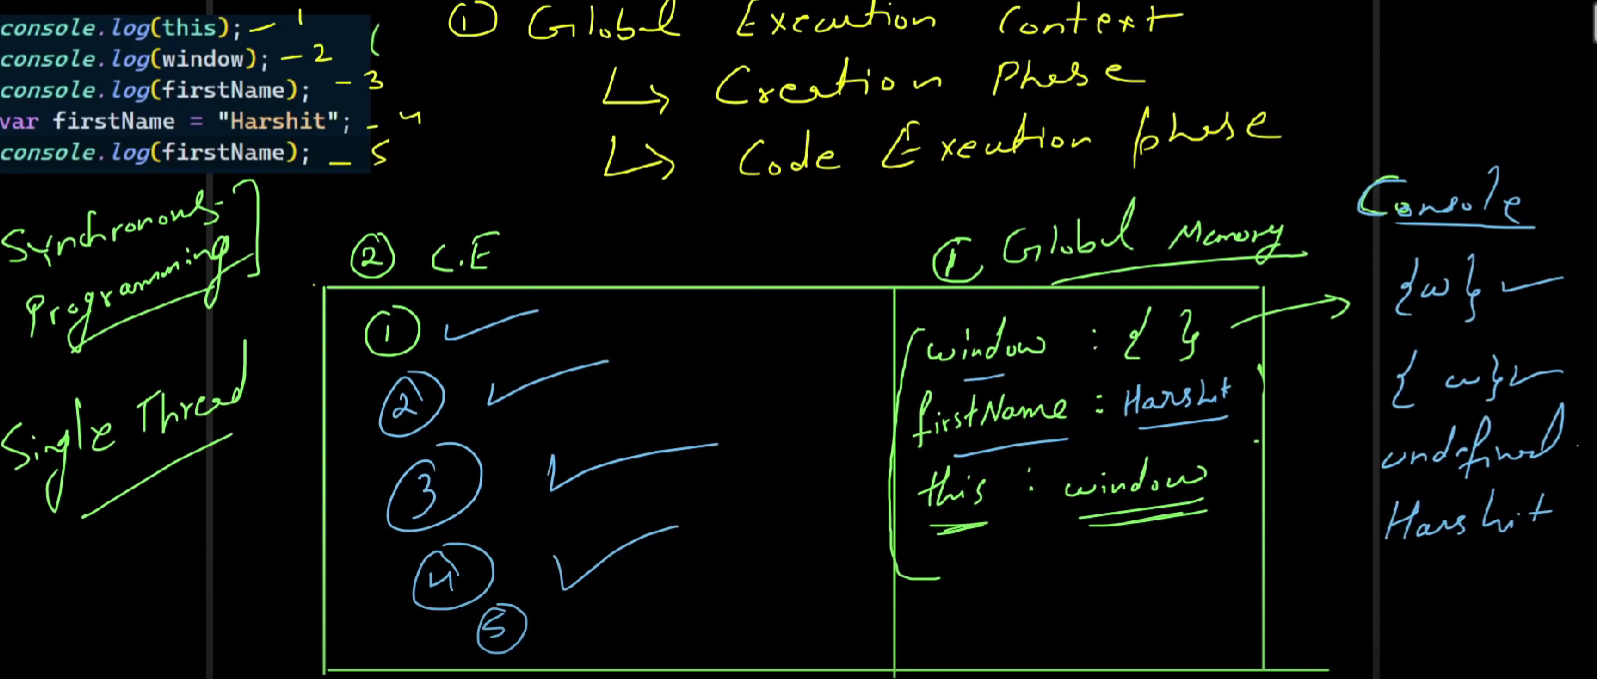 console.log(this); - 1
console.log(window); - 2
console.log(firstName); - 3
var firstName = "Harshit"; - 4
console.log(firstName); - 5
① Global Execution Context
↳ Creation Phase
↳ Code Execution phase
Synchronous
Programming
Single Thread
② C.E
① Global Memory
Console
①
②
③
④
⑤
window : { }
firstName : Harshit
this : window
{w}
{w}
undefined
Harshit